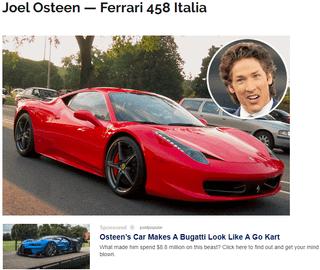 Joel Osteen — Ferrari 458 Italia
Sponsored
Osteen's Car Makes A Bugatti Look Like A Go Kart
What made him spend $8.8 million on this beast? Click here to find out and get your mind
blown.